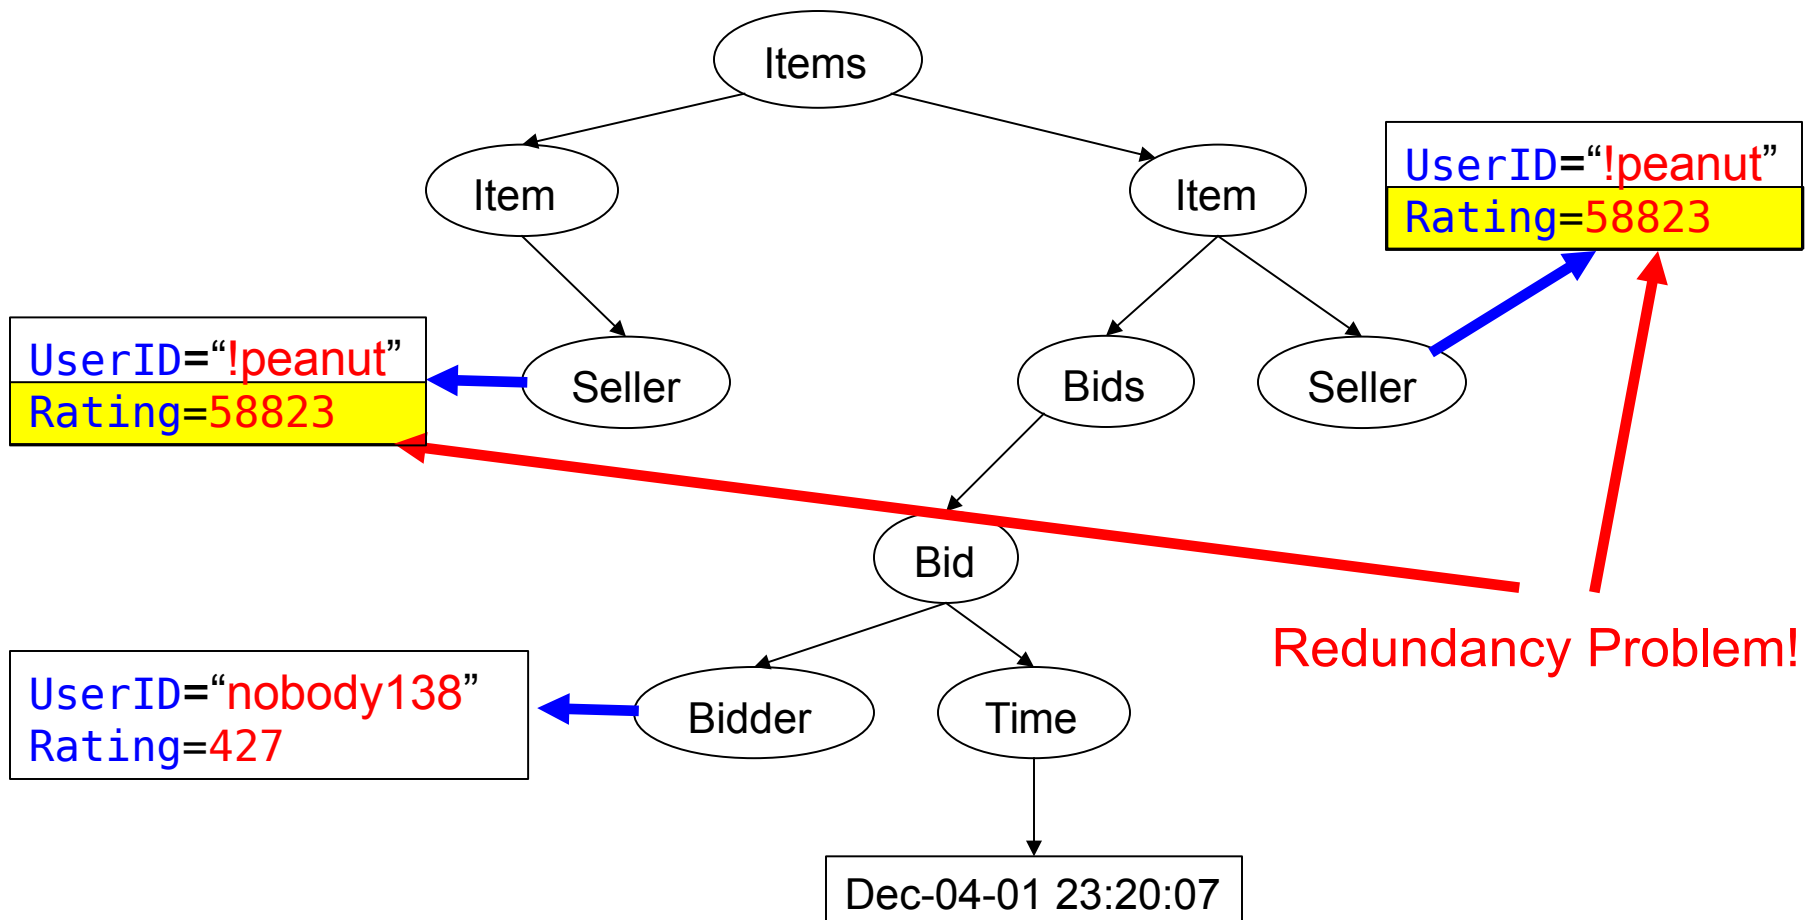 Items
Item
Item
UserID=“!peanut”
Rating=58823
UserID=“!peanut”
Rating=58823
Seller
Bids
Seller
Bid
Redundancy Problem!
UserID=“nobody138”
Rating=427
Bidder
Time
Dec-04-01 23:20:07